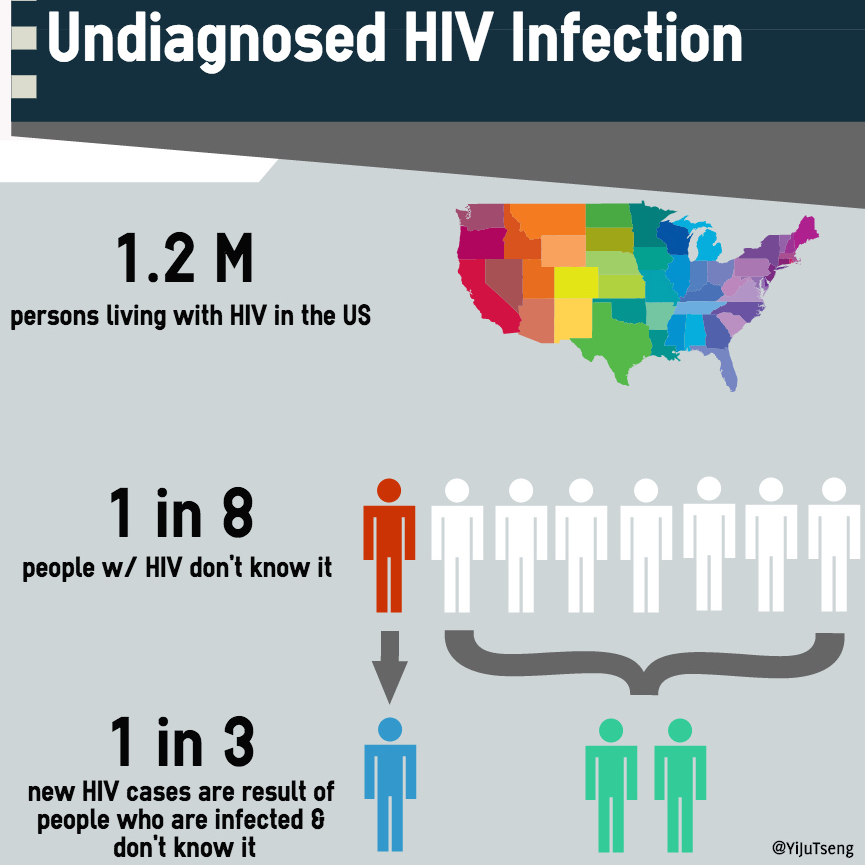 Undiagnosed HIV Infection
1.2 M
persons living with HIV in the US
1 in 8
people w/ HIV don't know it
1 in 3
new HIV cases are result of
people who are infected &
don't know it
@YiJuTseng